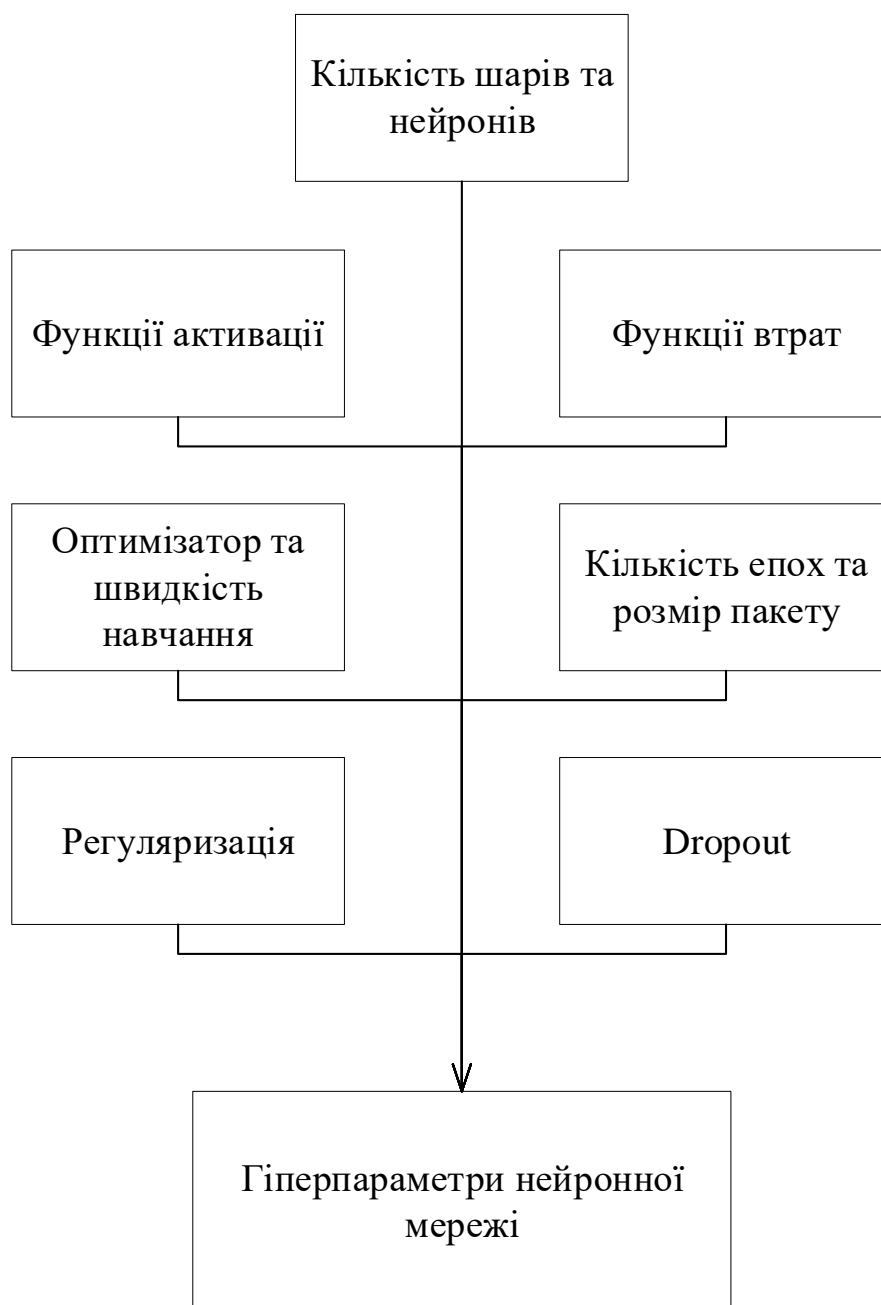 Кількість шарів та
нейронів
Функції активації
Функції втрат
Оптимізатор та
швидкість
навчання
Кількість епох та
розмір пакету
Регуляризація
Dropout
Гіперпараметри нейронної
мережі